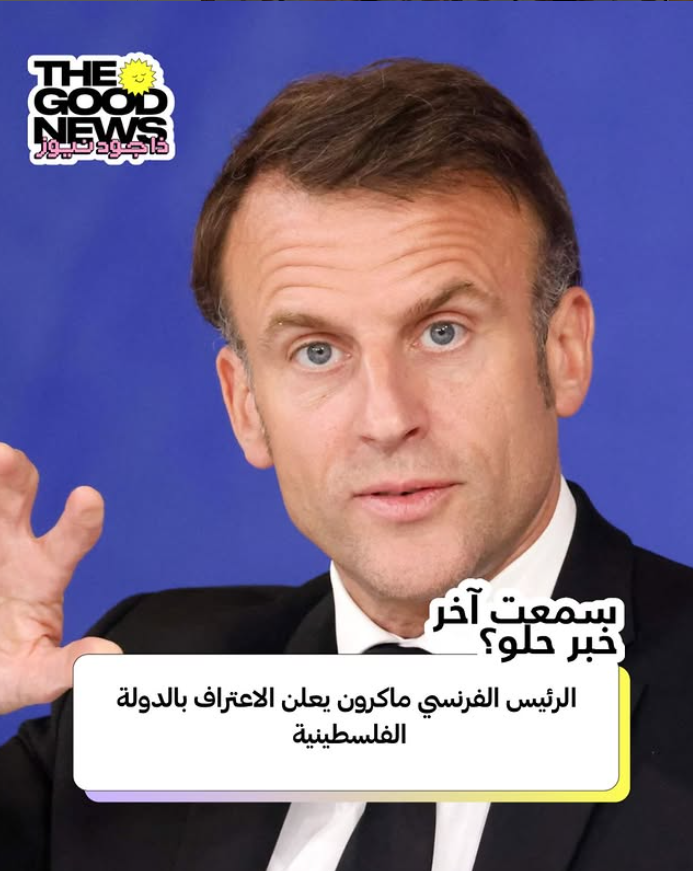 THE
GOOD
NEWS
ذا جود نيوز
سمعت آخر
خبر حلو؟
الرئيس الفرنسي ماكرون يعلن الاعتراف بالدولة
الفلسطينية